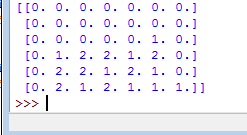 [[0. 0. 0. 0. 0. 0. 0.]
[0. 0. 0. 0. 0. 0. 0.]
[0. 0. 0. 0. 0. 1. 0.]
[0. 1. 2. 2. 1. 2. 0.]
[0. 2. 2. 1. 2. 1. 0.]
[0. 2. 1. 2. 1. 1. 1.]]
>>>